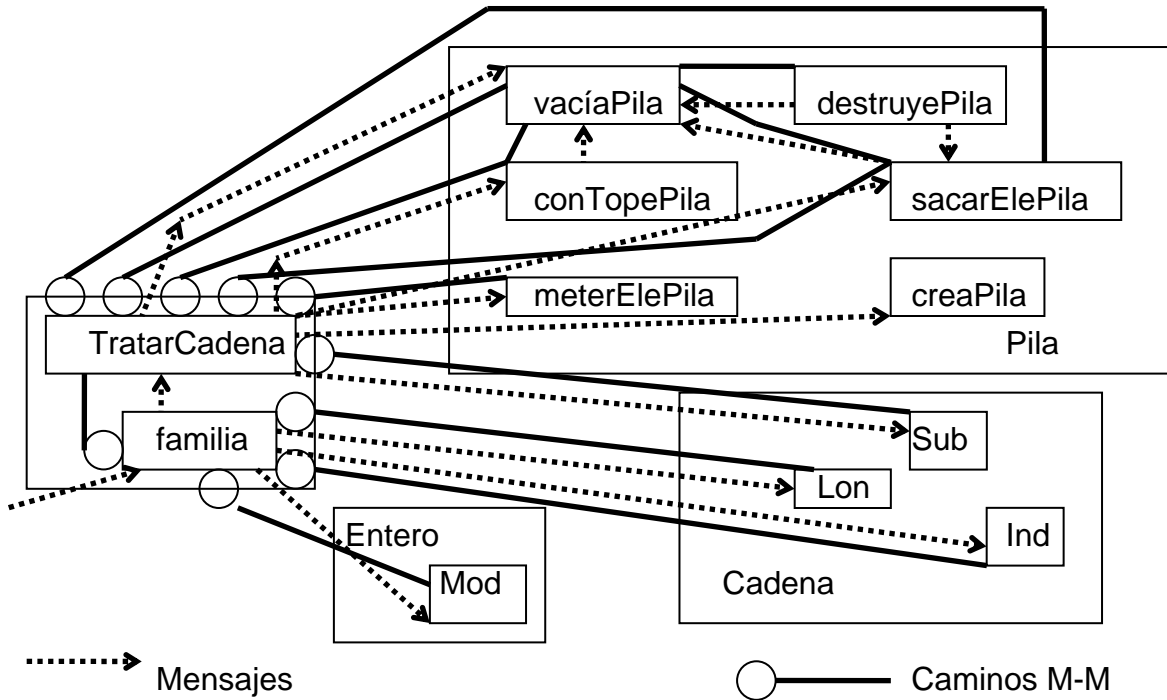 vacíaPila
destruyePila
conTopePila
sacarElePila
meterElePila
creaPila
Pila
TratarCadena
familia
Sub
Lon
Ind
Cadena
Entero
Mod
Mensajes
Caminos M-M